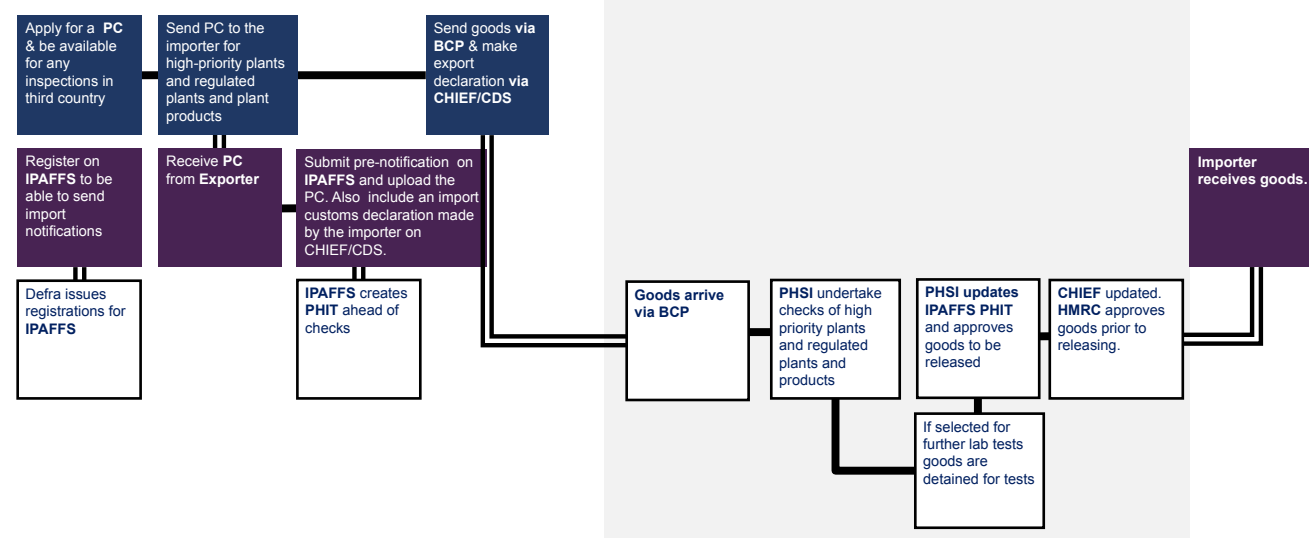 Apply for a PC
& be available
for any
inspections in
third country
Send PC to the
importer for
high-priority plants
and regulated
plants and plant
products
Send goods via
BCP & make
export
declaration via
CHIEF/CDS
Register on
IPAFFS to be
able to send
import
notifications
Receive PC
from Exporter
Submit pre-notification on
IPAFFS and upload the
PC. Also include an import
customs declaration made
by the importer on
CHIEF/CDS.
Importer
receives goods.
Defra issues
registrations for
IPAFFS
IPAFFS creates
PHIT ahead of
checks
Goods arrive
via BCP
PHSI undertake
checks of high
priority plants
and regulated
plants and
products
PHSI updates
IPAFFS PHIT
and approves
goods to be
released
CHIEF updated.
HMRC approves
goods prior to
releasing.
If selected for
further lab tests
goods are
detained for tests